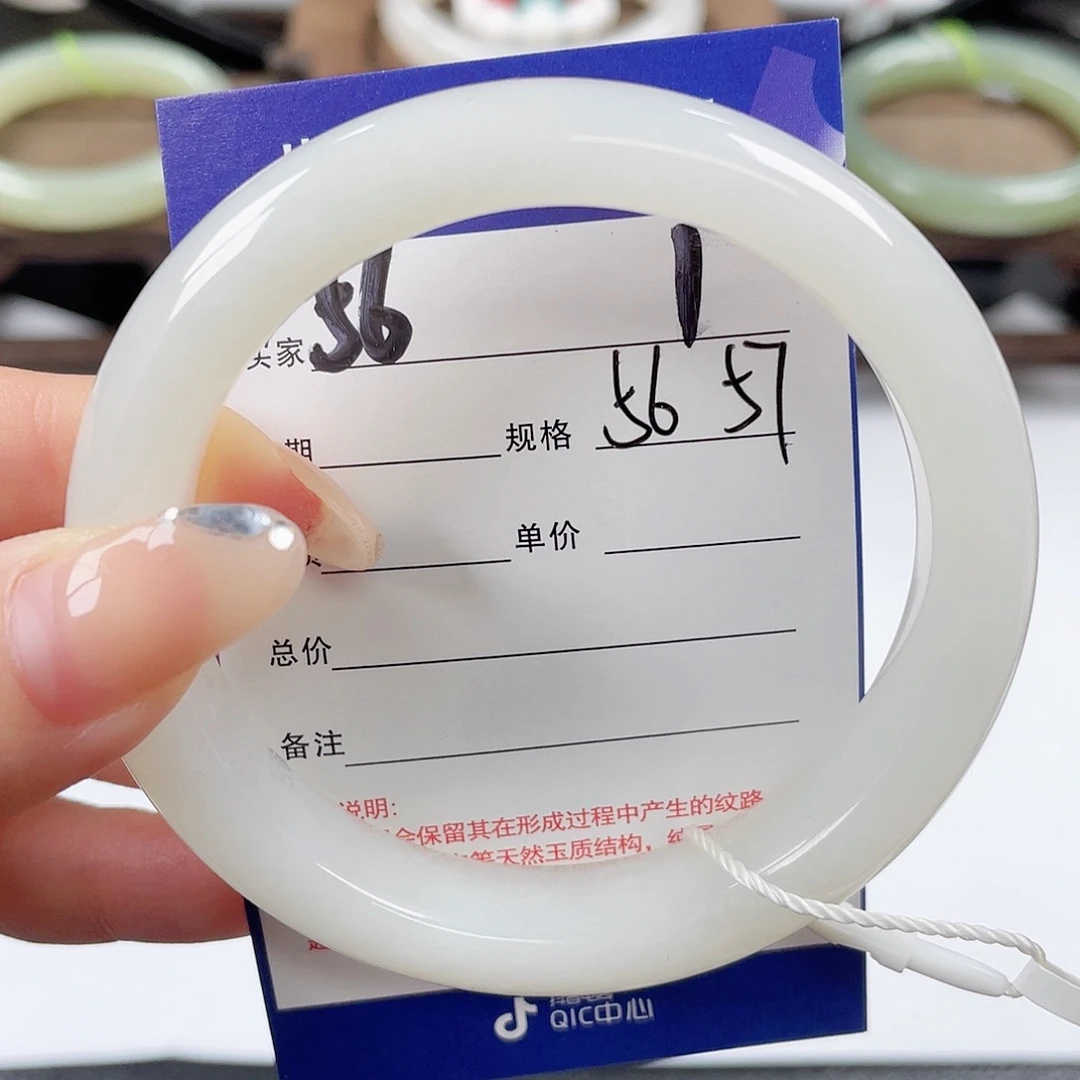 买家 56 1
期 规格 56 57
单价
总价
备注
说明:
会保留其在形成过程中产生的纹路
等天然玉质结构，
QIC中心